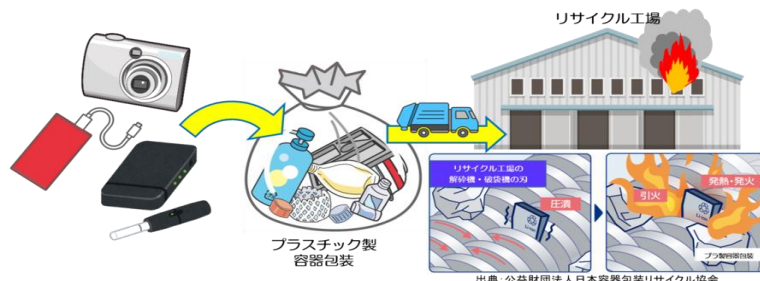 リサイクル工場
プラスチック製
容器包装
リサイクル工場の
解砕機・破袋機の刃
圧潰
引火
発熱・発火
プラ製容器包装
出典：公益財団法人日本容器包装リサイクル協会